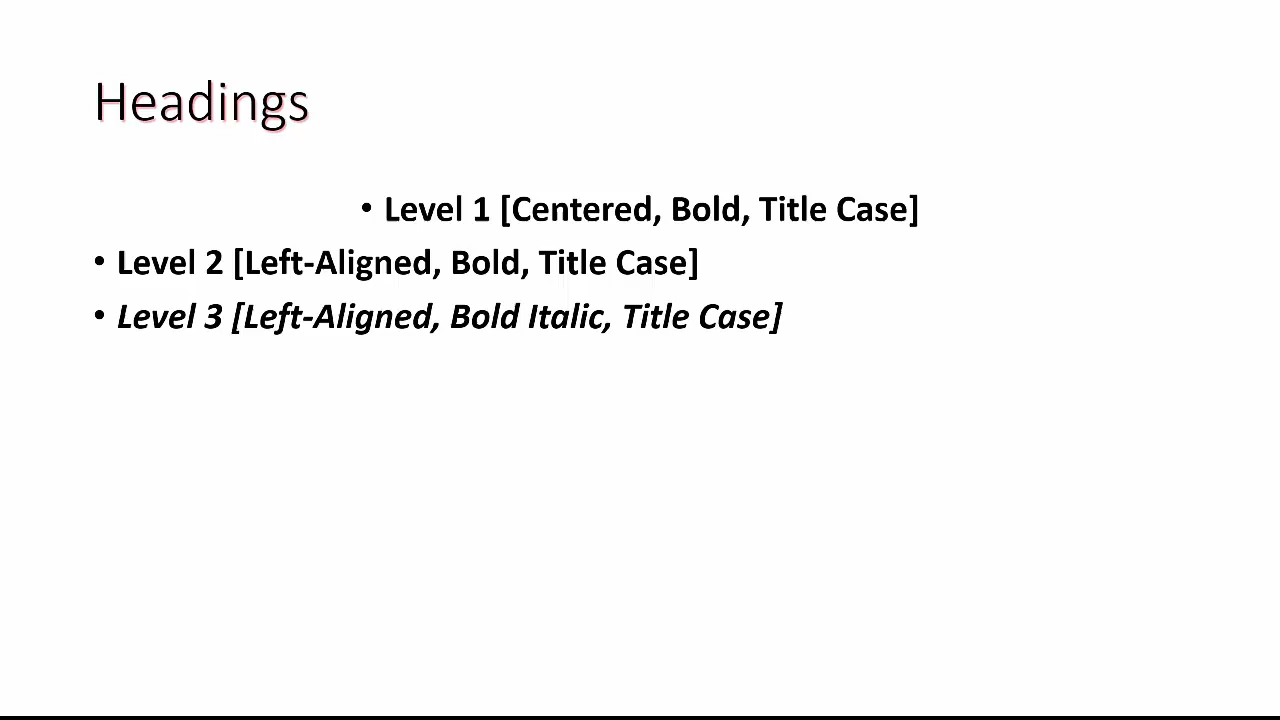 Headings
• Level 1 [Centered, Bold, Title Case]
• Level 2 [Left-Aligned, Bold, Title Case]
• Level 3 [Left-Aligned, Bold Italic, Title Case]